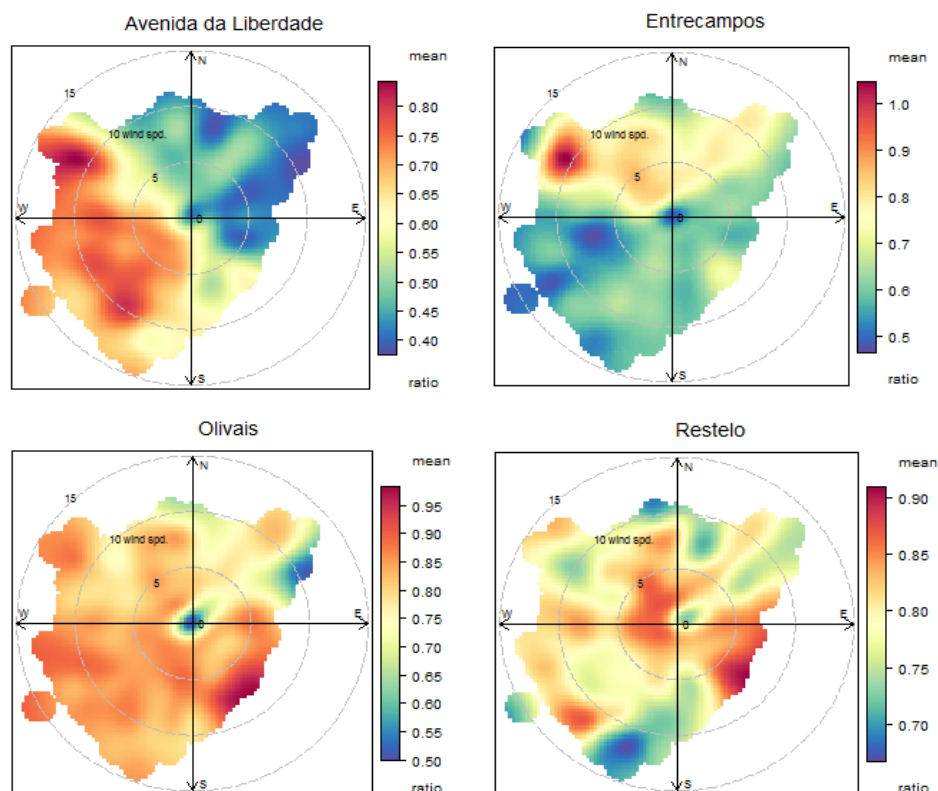 Avenida da Liberdade
mean
N
15
10 wind spd.
5
0
W
E
S
0.80
0.75
0.70
0.65
0.60
0.55
0.50
0.45
0.40
ratio
Entrecampos
mean
N
15
10 wind spd.
5
0
W
E
S
1.0
0.9
0.8
0.7
0.6
0.5
ratio
Olivais
mean
N
15
10 wind spd.
5
0
W
E
S
0.95
0.90
0.85
0.80
0.75
0.70
0.65
0.60
0.55
0.50
ratio
Restelo
mean
N
15
10 wind spd.
5
0
W
E
S
0.90
0.85
0.80
0.75
0.70
ratio